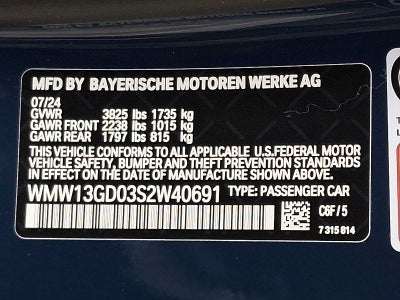 MFD BY BAYERISCHE MOTOREN WERKE AG
07/24
GVWR 3825 lbs 1735 kg
GAWR FRONT 2238 lbs 1015 kg
GAWR REAR 1797 lbs 815 kg
THIS VEHICLE CONFORMS TO ALL APPLICABLE U.S.FEDERAL MOTOR
VEHICLE SAFETY, BUMPER AND THEFT PREVENTION STANDARDS
IN EFFECT ON THE DATE OF MANUFACTURE SHOWN ABOVE.
WMW13GD03S2W40691 TYPE: PASSENGER CAR
C6F/5
7 315 814